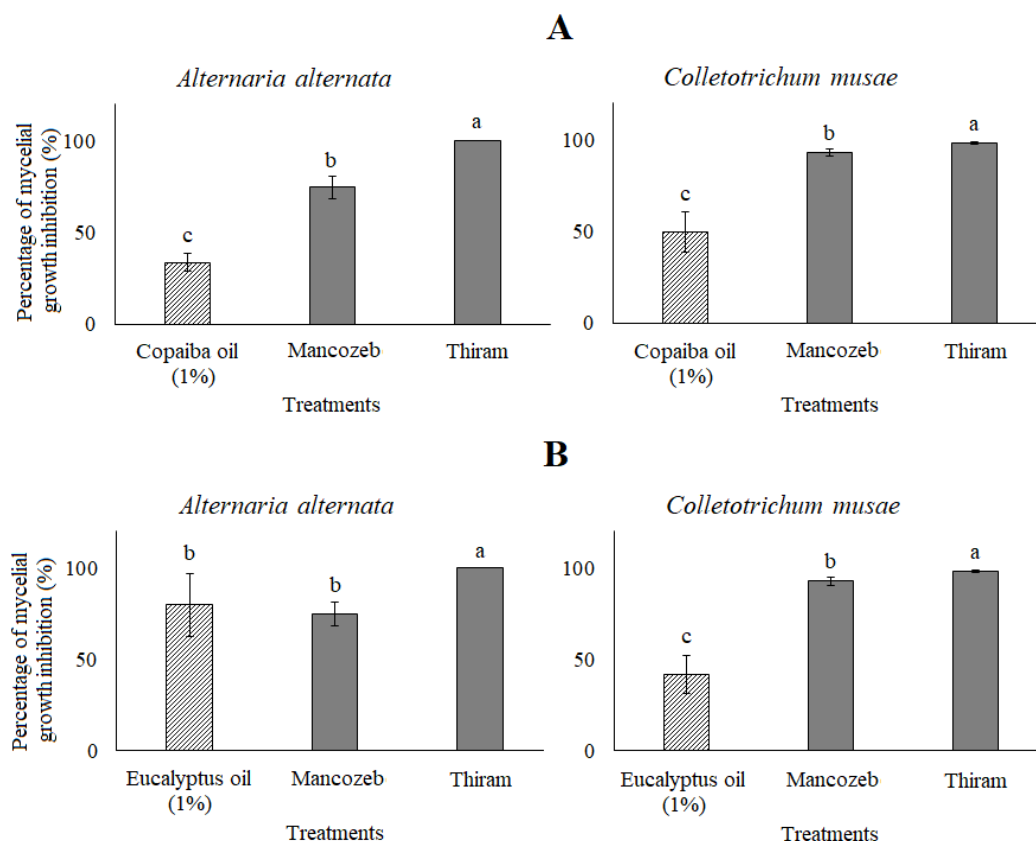 A
Alternaria alternata
Percentage of mycelial
growth inhibition (%)
100
50
0
c
b
a
Copaiba oil
(1%)
Mancozeb
Thiram
Treatments
Colletotrichum musae
100
50
0
c
b
a
Copaiba oil
(1%)
Mancozeb
Thiram
Treatments
B
Alternaria alternata
Percentage of mycelial
growth inhibition (%)
100
50
0
b
b
a
Eucalyptus oil
(1%)
Mancozeb
Thiram
Treatments
Colletotrichum musae
100
50
0
c
b
a
Eucalyptus oil
(1%)
Mancozeb
Thiram
Treatments